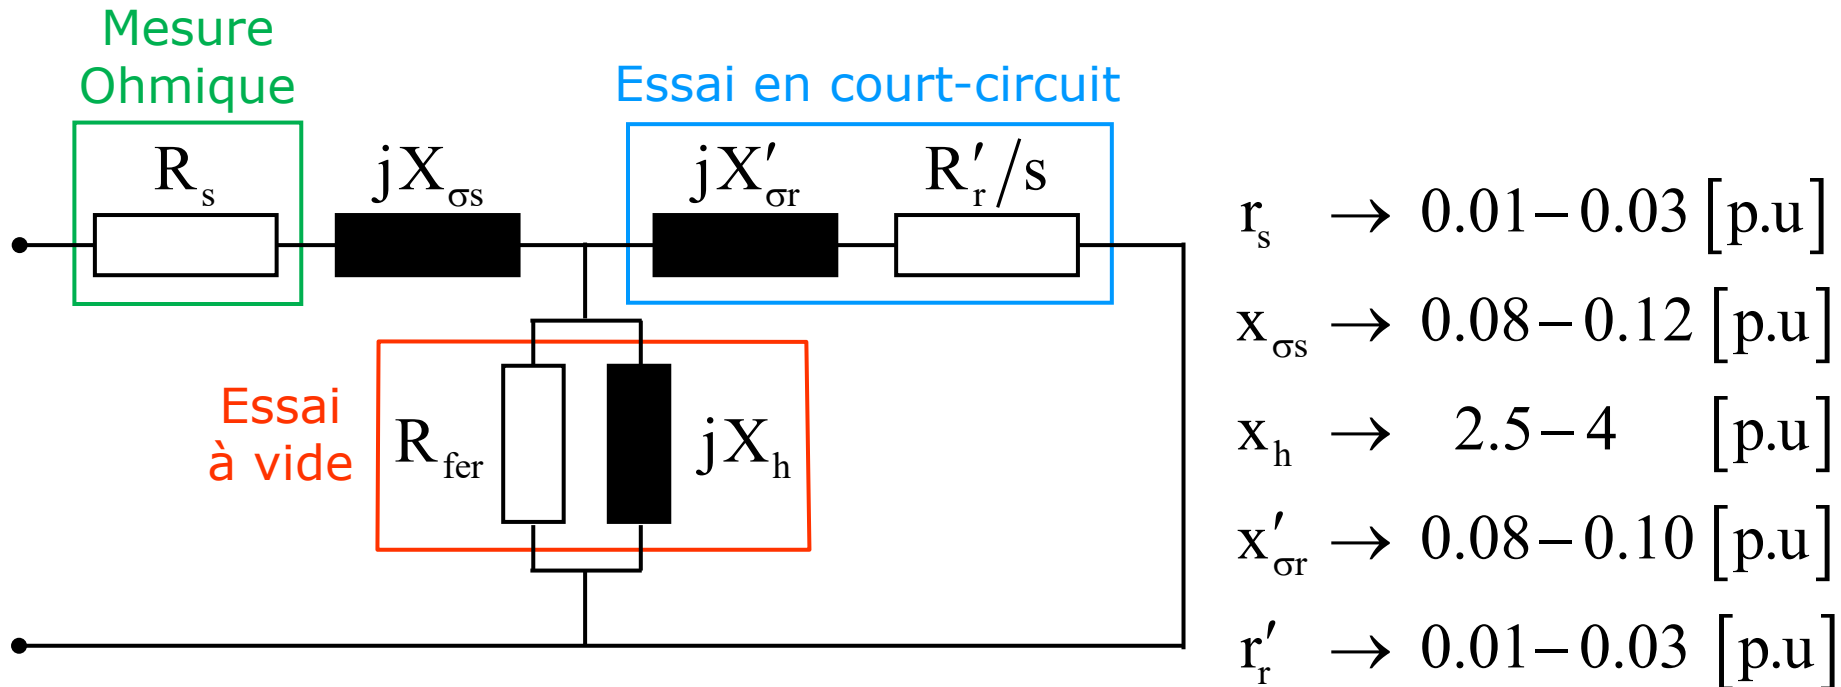 Mesure
Ohmique
Essai en court-circuit
R_s
jX_σs
jX′_σr
R′_r/s
Essai
à vide
R_fer
jX_h
r_s → 0.01–0.03 [p.u]
x_σs → 0.08–0.12 [p.u]
x_h → 2.5–4 [p.u]
x′_σr → 0.08–0.10 [p.u]
r′_r → 0.01–0.03 [p.u]